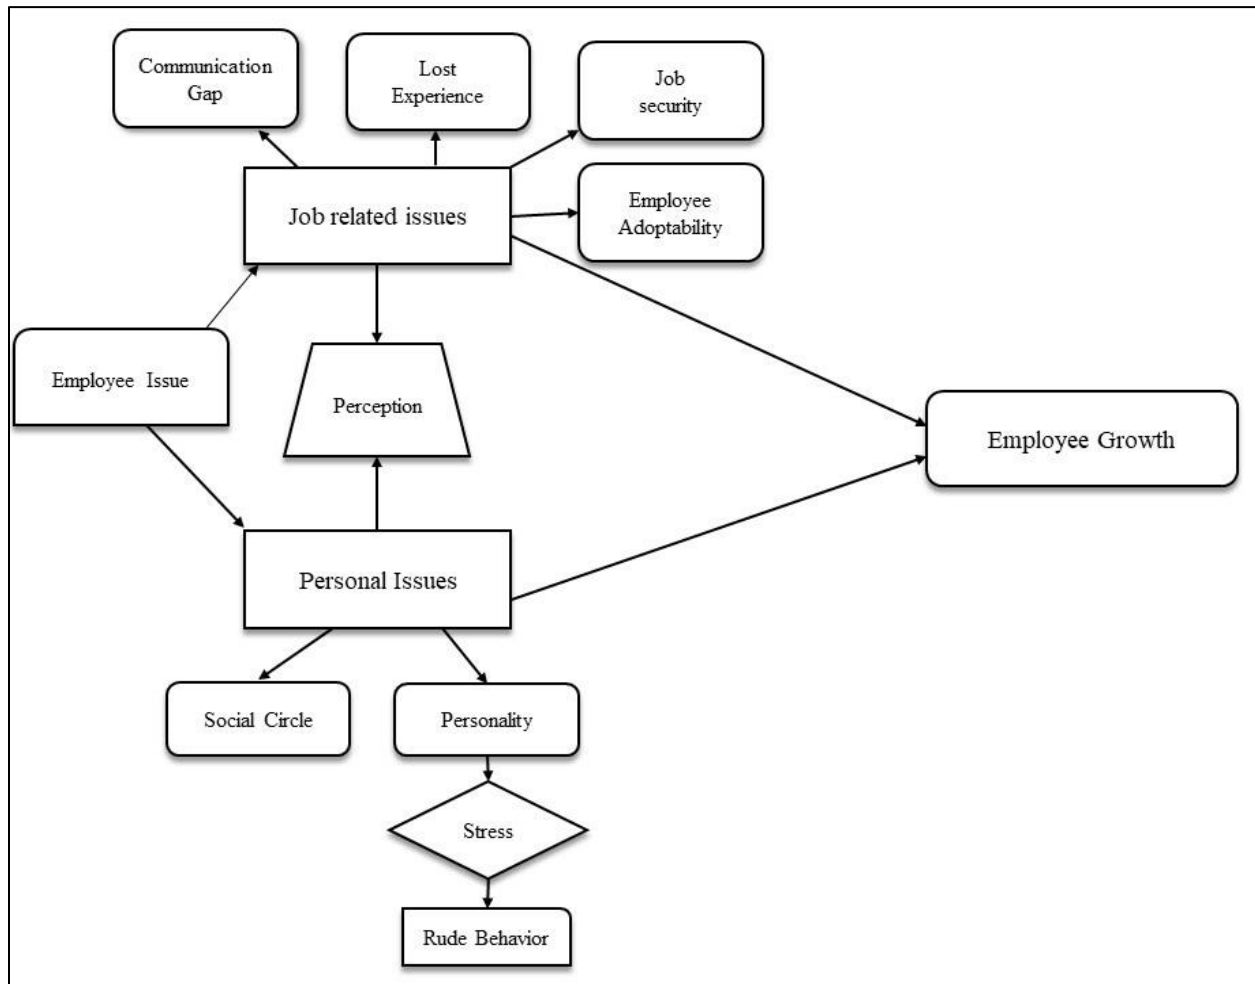 Communication
Gap
Lost
Experience
Job
security
Job related issues
Employee
Adoptability
Employee Issue
Perception
Employee Growth
Personal Issues
Social Circle
Personality
Stress
Rude Behavior